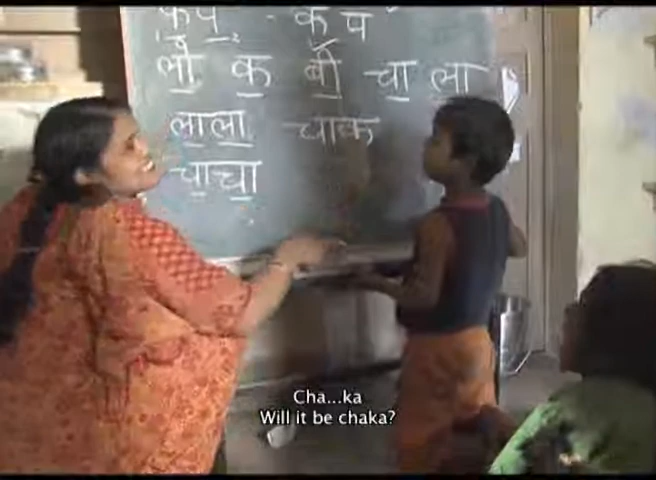 कप कप
लो क बी चा ला
लाला चाक
चाचा
Cha...ka
Will it be chaka?